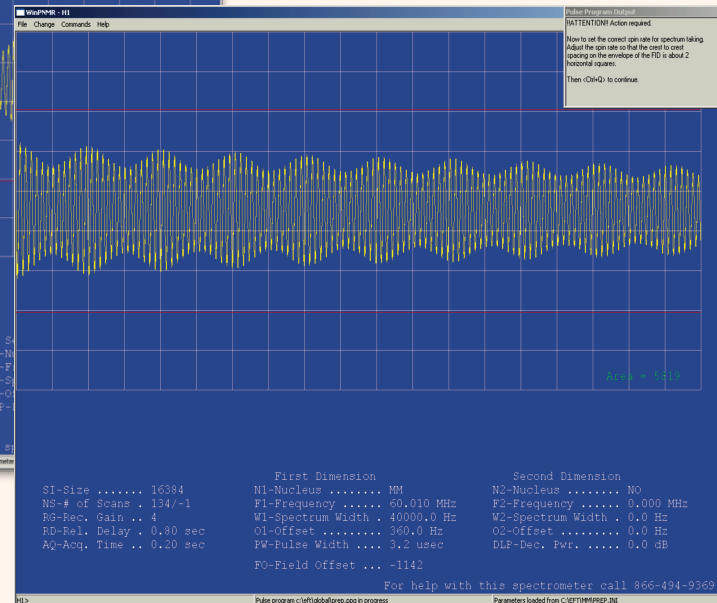 WinPNMR - H1
File Change Commands Help
Pulse Program Output
!!ATTENTION!! Action required.
Now to set the correct spin rate for spectrum taking.
Adjust the spin rate so that the crest to crest
spacing on the envelope of the FID is about 2
horizontal squares.
Then <Ctrl+Q> to continue.
Area = 5819
First Dimension Second Dimension
SI-Size ....... 16384 N1-Nucleus ........ MM N2-Nucleus ........ NO
NS-# of Scans . 134/-1 F1-Frequency ...... 60.010 MHz F2-Frequency ...... 0.000 MHz
RG-Rec. Gain .. 4 W1-Spectrum Width . 40000.0 Hz W2-Spectrum Width . 0.0 Hz
RD-Rel. Delay . 0.80 sec O1-Offset ......... 360.0 Hz O2-Offset ......... 0.0 Hz
AQ-Acq. Time .. 0.20 sec PW-Pulse Width .... 3.2 usec DLP-Dec. Pwr. ..... 0.0 dB
FO-Field Offset ... -1142
For help with this spectrometer call 866-494-9369
H1> Pulse program c:\eft\global\prep.ppg in progress Parameters loaded from C:\EFT\MM\PREP.INI